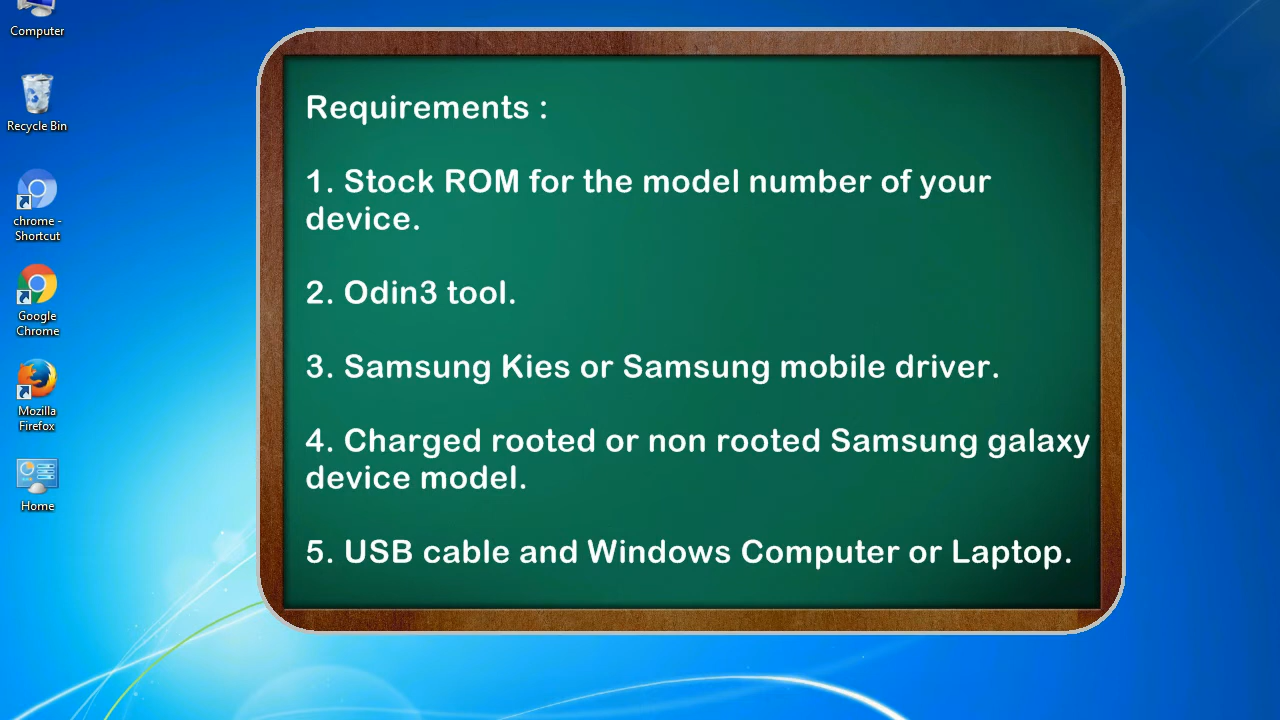 Computer
Recycle Bin
chrome -
Shortcut
Google
Chrome
Mozilla
Firefox
Home
Requirements :
1. Stock ROM for the model number of your
device.
2. Odin3 tool.
3. Samsung Kies or Samsung mobile driver.
4. Charged rooted or non rooted Samsung galaxy
device model.
5. USB cable and Windows Computer or Laptop.